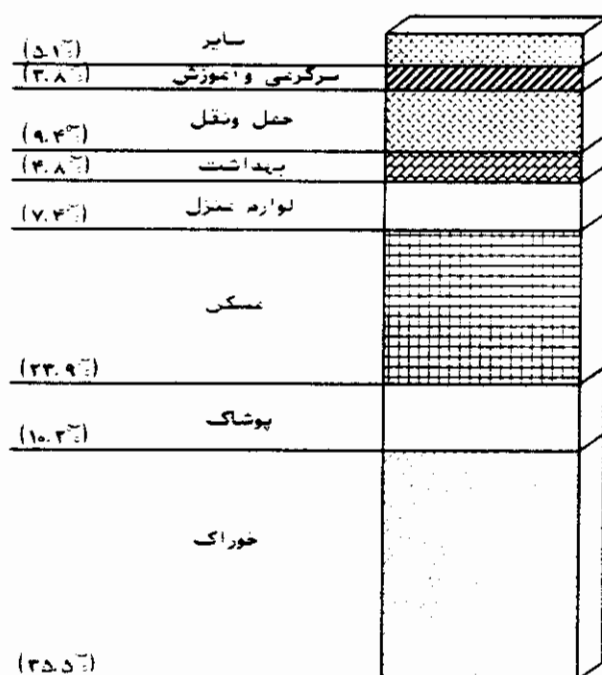 سایر
(۵.۱٪)
سرگرمی و آموزش
(۳.۸٪)
حمل ونقل
(۹.۴٪)
بهداشت
(۴.۸٪)
لوازم منزل
(۷.۴٪)
مسکن
(۲۳.۹٪)
پوشاک
(۱۰.۲٪)
خوراک
(۳۵.۵٪)